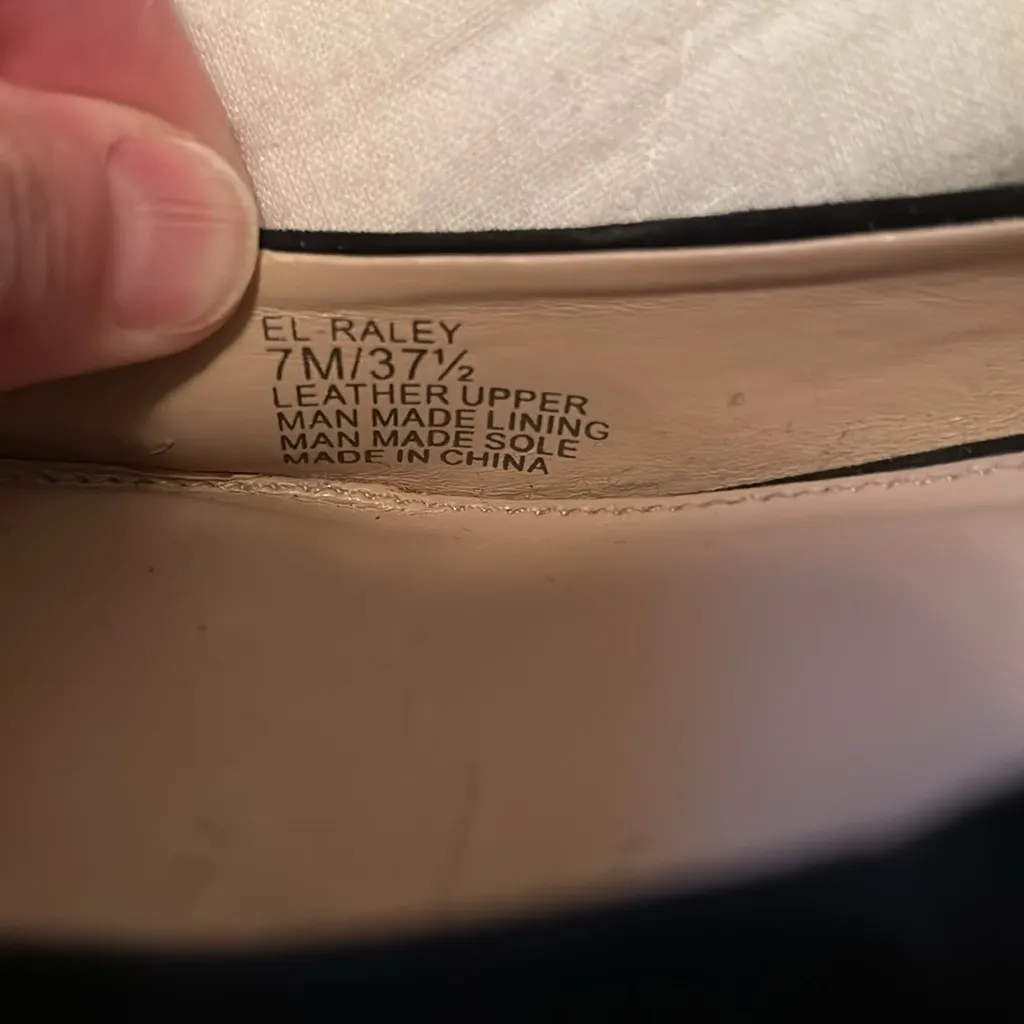 EL-RALEY
7M/37½
LEATHER UPPER
MAN MADE LINING
MAN MADE SOLE
MADE IN CHINA